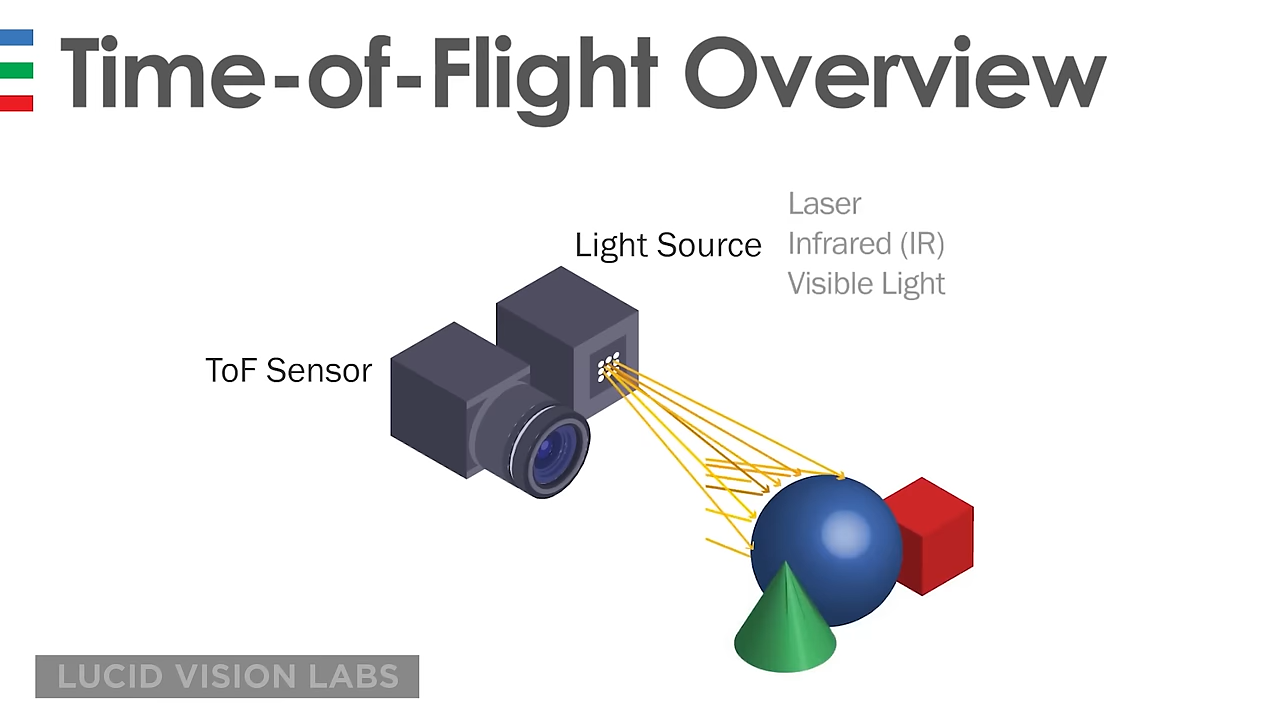 Time-of-Flight Overview
Laser
Light Source
Infrared (IR)
Visible Light
ToF Sensor
LUCID VISION LABS